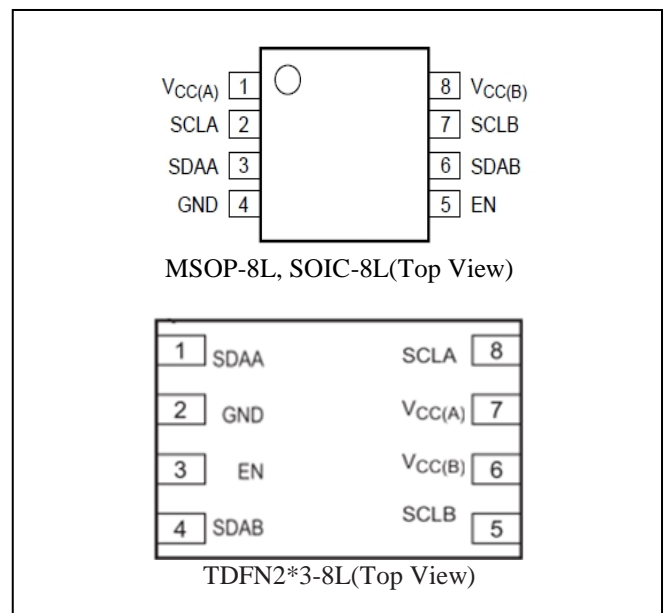 VCC(A) 1 8 VCC(B)
SCLA 2 7 SCLB
SDAA 3 6 SDAB
GND 4 5 EN
MSOP-8L, SOIC-8L(Top View)
1 SDAA SCLA 8
2 GND VCC(A) 7
3 EN VCC(B) 6
4 SDAB SCLB 5
TDFN2*3-8L(Top View)